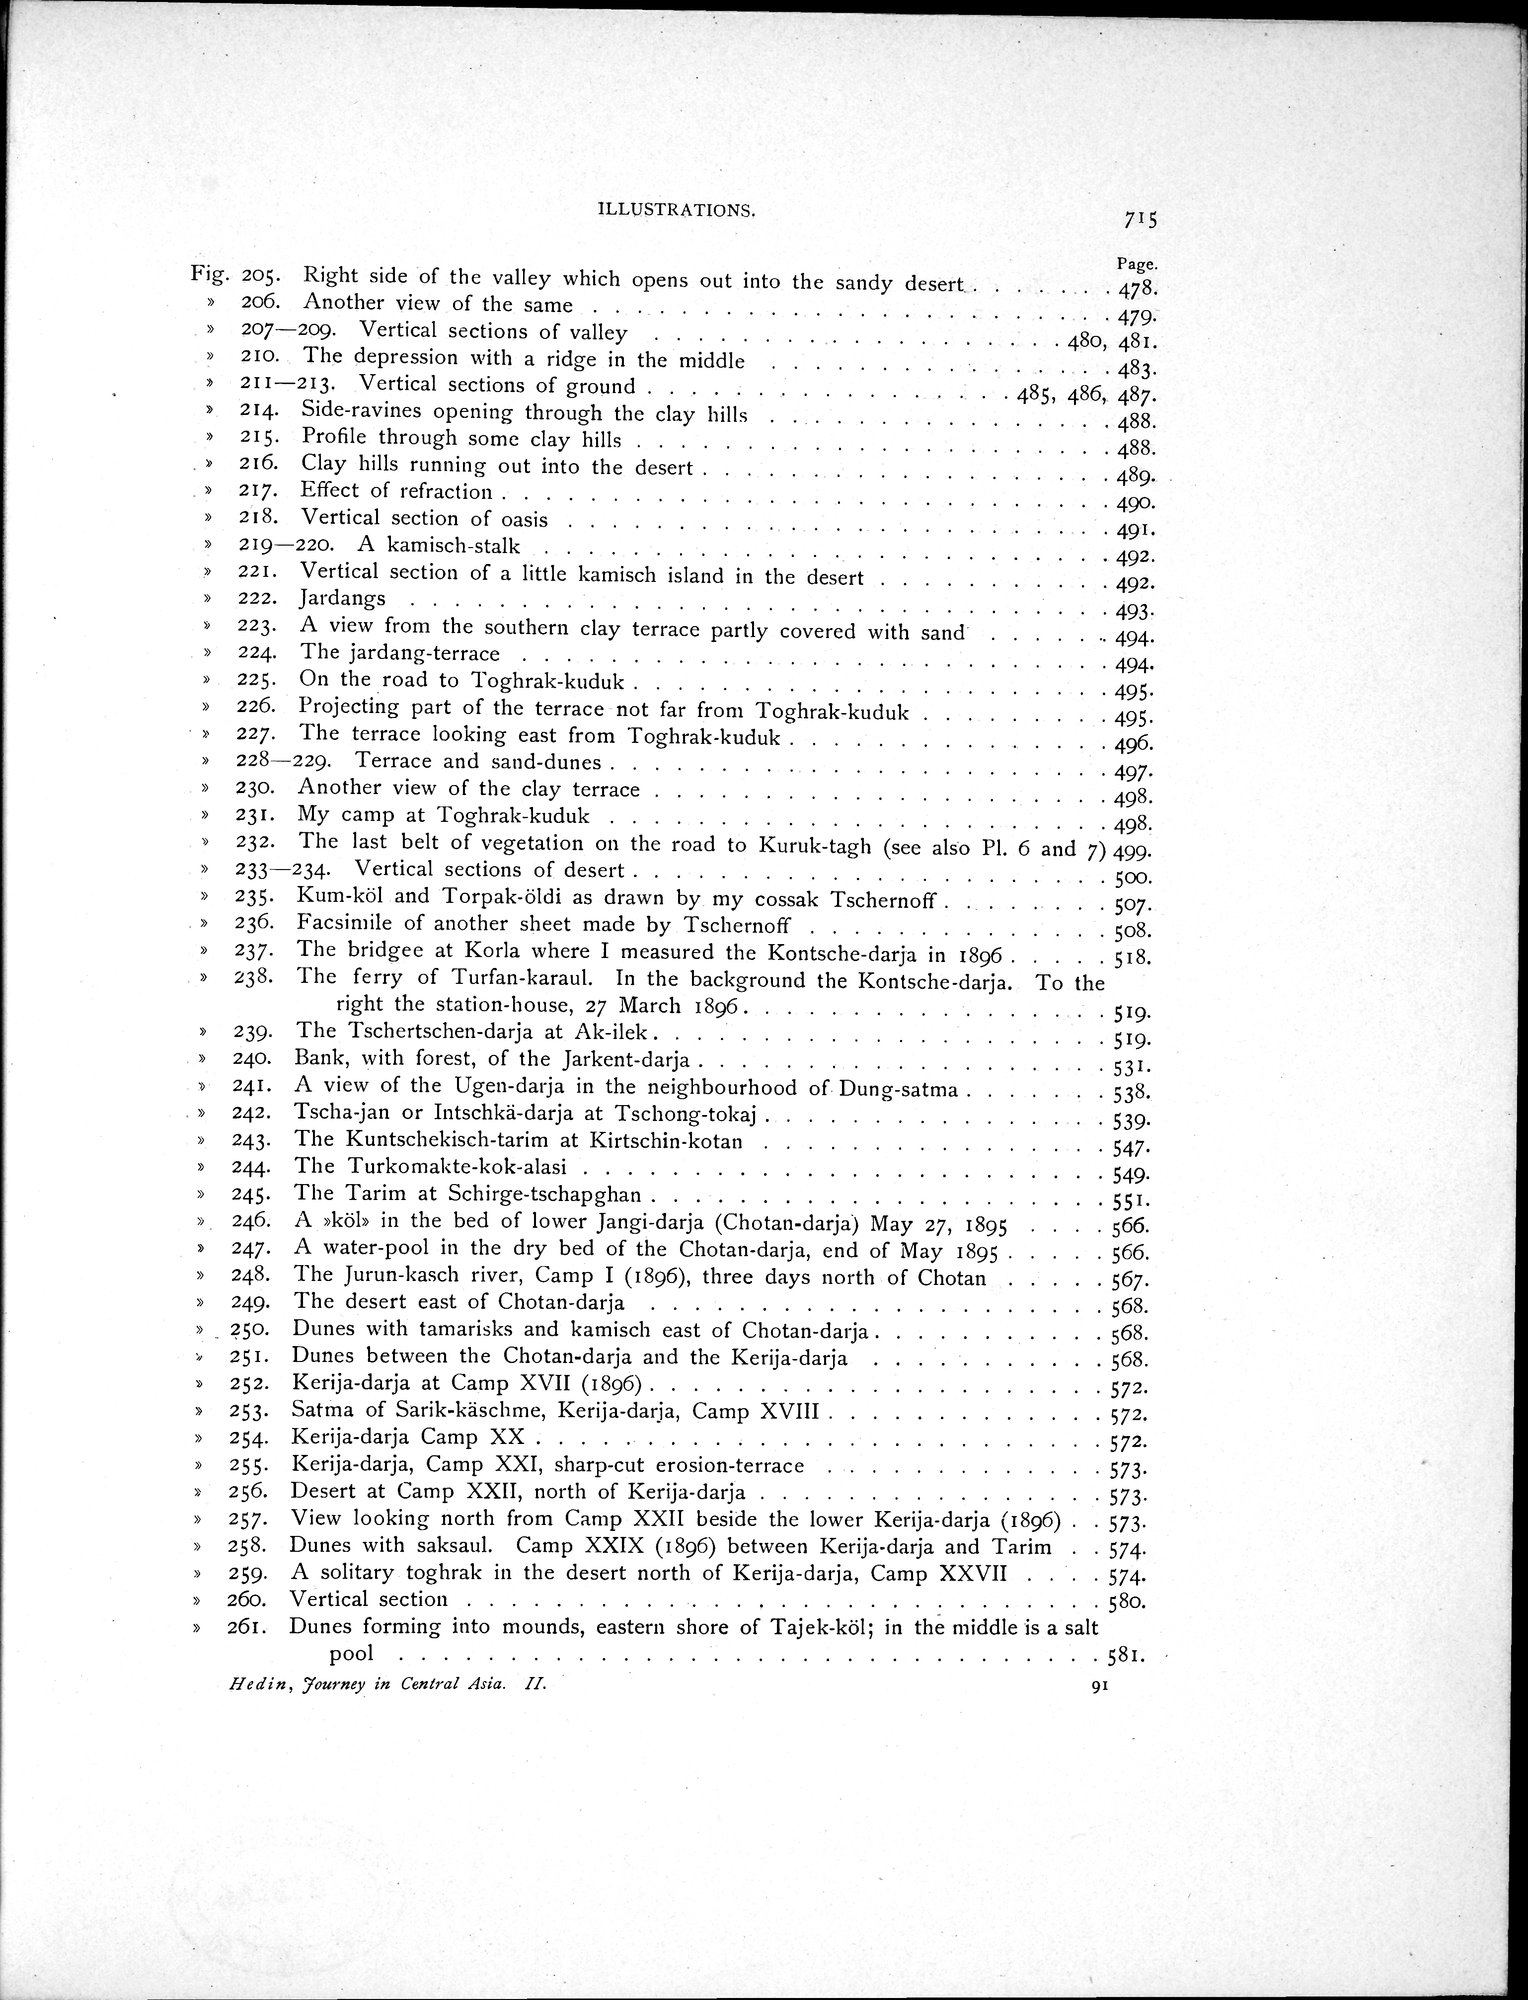 ILLUSTRATIONS.
715
Page.
Fig. 205. Right side of the valley which opens out into the sandy desert . . . . . . . 478.
» 206. Another view of the same . . . . . . . . . . . . . . . . . . . . . . . . 479.
» 207—209. Vertical sections of valley . . . . . . . . . . . . . . . . . . . 480, 481.
» 210. The depression with a ridge in the middle . . . . . . . . . . . . . . . . 483.
» 211—213. Vertical sections of ground . . . . . . . . . . . . . . . . . 485, 486, 487.
» 214. Side-ravines opening through the clay hills . . . . . . . . . . . . . . . . 488.
» 215. Profile through some clay hills . . . . . . . . . . . . . . . . . . . . . . 488.
» 216. Clay hills running out into the desert . . . . . . . . . . . . . . . . . . . 489.
» 217. Effect of refraction . . . . . . . . . . . . . . . . . . . . . . . . . . . . 490.
» 218. Vertical section of oasis . . . . . . . . . . . . . . . . . . . . . . . . . 491.
» 219—220. A kamisch-stalk . . . . . . . . . . . . . . . . . . . . . . . . . . 492.
» 221. Vertical section of a little kamisch island in the desert . . . . . . . . . . . 492.
» 222. Jardangs . . . . . . . . . . . . . . . . . . . . . . . . . . . . . . . . 493.
» 223. A view from the southern clay terrace partly covered with sand . . . . . . 494.
» 224. The jardang-terrace . . . . . . . . . . . . . . . . . . . . . . . . . . . 494.
» 225. On the road to Toghrak-kuduk . . . . . . . . . . . . . . . . . . . . . . 495.
» 226. Projecting part of the terrace not far from Toghrak-kuduk . . . . . . . . . 495.
» 227. The terrace looking east from Toghrak-kuduk . . . . . . . . . . . . . . . 496.
» 228—229. Terrace and sand-dunes . . . . . . . . . . . . . . . . . . . . . . . 497.
» 230. Another view of the clay terrace . . . . . . . . . . . . . . . . . . . . . 498.
» 231. My camp at Toghrak-kuduk . . . . . . . . . . . . . . . . . . . . . . . 498.
» 232. The last belt of vegetation on the road to Kuruk-tagh (see also Pl. 6 and 7) 499.
» 233—234. Vertical sections of desert . . . . . . . . . . . . . . . . . . . . . . 500.
» 235. Kum-köl and Torpak-öldi as drawn by my cossak Tschernoff . . . . . . . . 507.
» 236. Facsimile of another sheet made by Tschernoff . . . . . . . . . . . . . . 508.
» 237. The bridgee at Korla where I measured the Kontsche-darja in 1896 . . . . . 518.
» 238. The ferry of Turfan-karaul. In the background the Kontsche-darja. To the
right the station-house, 27 March 1896 . . . . . . . . . . . . . . . . . 519.
» 239. The Tschertschen-darja at Ak-ilek . . . . . . . . . . . . . . . . . . . . . 519.
» 240. Bank, with forest, of the Jarkent-darja . . . . . . . . . . . . . . . . . . . 531.
» 241. A view of the Ugen-darja in the neighbourhood of Dung-satma . . . . . . . 538.
» 242. Tscha-jan or Intschkä-darja at Tschong-tokaj . . . . . . . . . . . . . . . . 539.
» 243. The Kuntschekisch-tarim at Kirtschin-kotan . . . . . . . . . . . . . . . . 547.
» 244. The Turkomakte-kok-alasi . . . . . . . . . . . . . . . . . . . . . . . . 549.
» 245. The Tarim at Schirge-tschapghan . . . . . . . . . . . . . . . . . . . . . 551.
» 246. A »köl» in the bed of lower Jangi-darja (Chotan-darja) May 27, 1895 . . . . 566.
» 247. A water-pool in the dry bed of the Chotan-darja, end of May 1895 . . . . . 566.
» 248. The Jurun-kasch river, Camp I (1896), three days north of Chotan . . . . . 567.
» 249. The desert east of Chotan-darja . . . . . . . . . . . . . . . . . . . . . 568.
» 250. Dunes with tamarisks and kamisch east of Chotan-darja . . . . . . . . . . . 568.
» 251. Dunes between the Chotan-darja and the Kerija-darja . . . . . . . . . . . 568.
» 252. Kerija-darja at Camp XVII (1896) . . . . . . . . . . . . . . . . . . . . . 572.
» 253. Satma of Sarik-käschme, Kerija-darja, Camp XVIII . . . . . . . . . . . . . 572.
» 254. Kerija-darja Camp XX . . . . . . . . . . . . . . . . . . . . . . . . . . 572.
» 255. Kerija-darja, Camp XXI, sharp-cut erosion-terrace . . . . . . . . . . . . . 573.
» 256. Desert at Camp XXII, north of Kerija-darja . . . . . . . . . . . . . . . . 573.
» 257. View looking north from Camp XXII beside the lower Kerija-darja (1896) . . 573.
» 258. Dunes with saksaul. Camp XXIX (1896) between Kerija-darja and Tarim . . 574.
» 259. A solitary toghrak in the desert north of Kerija-darja, Camp XXVII . . . . 574.
» 260. Vertical section . . . . . . . . . . . . . . . . . . . . . . . . . . . . . 580.
» 261. Dunes forming into mounds, eastern shore of Tajek-köl; in the middle is a salt
pool . . . . . . . . . . . . . . . . . . . . . . . . . . . . . . . . . 581.
Hedin, Journey in Central Asia. II.
91